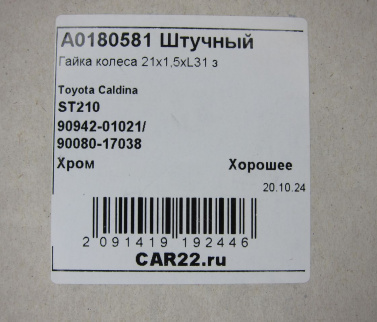 A0180581 Штучный
Гайка колеса 21x1,5xL31 з
Toyota Caldina
ST210
90942-01021/
90080-17038
Хром Хорошее
20.10.24
2 091419 192446
CAR22.ru